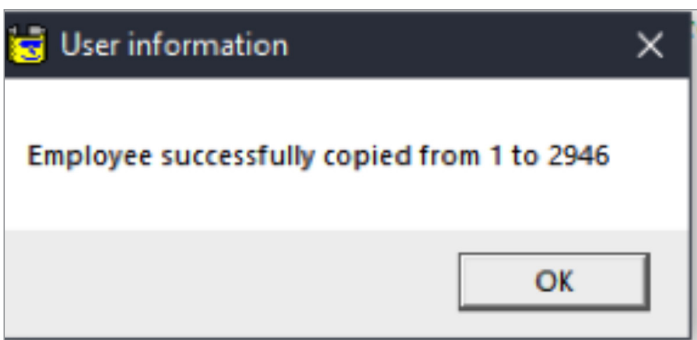 User information
Employee successfully copied from 1 to 2946
OK